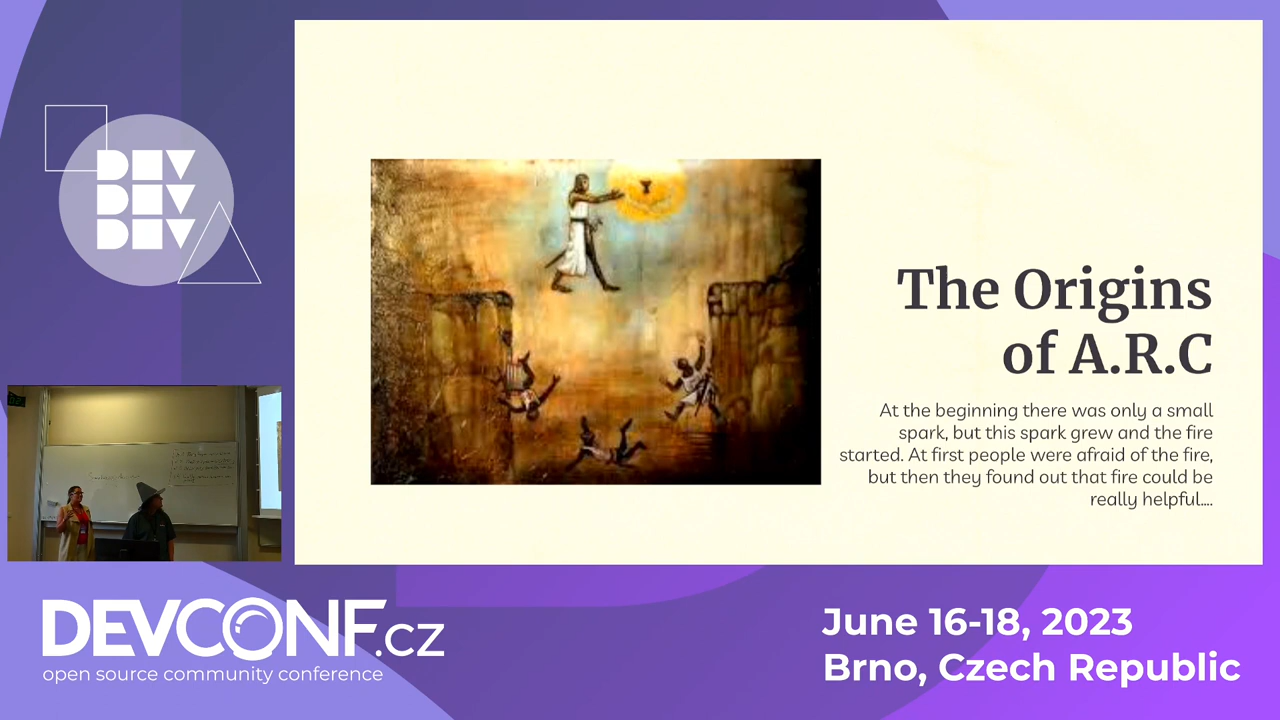 DEV
DEV
DEV
The Origins
of A.R.C
At the beginning there was only a small
spark, but this spark grew and the fire
started. At first people were afraid of the fire,
but then they found out that fire could be
really helpful....
DEVCONF.cz
open source community conference
June 16-18, 2023
Brno, Czech Republic